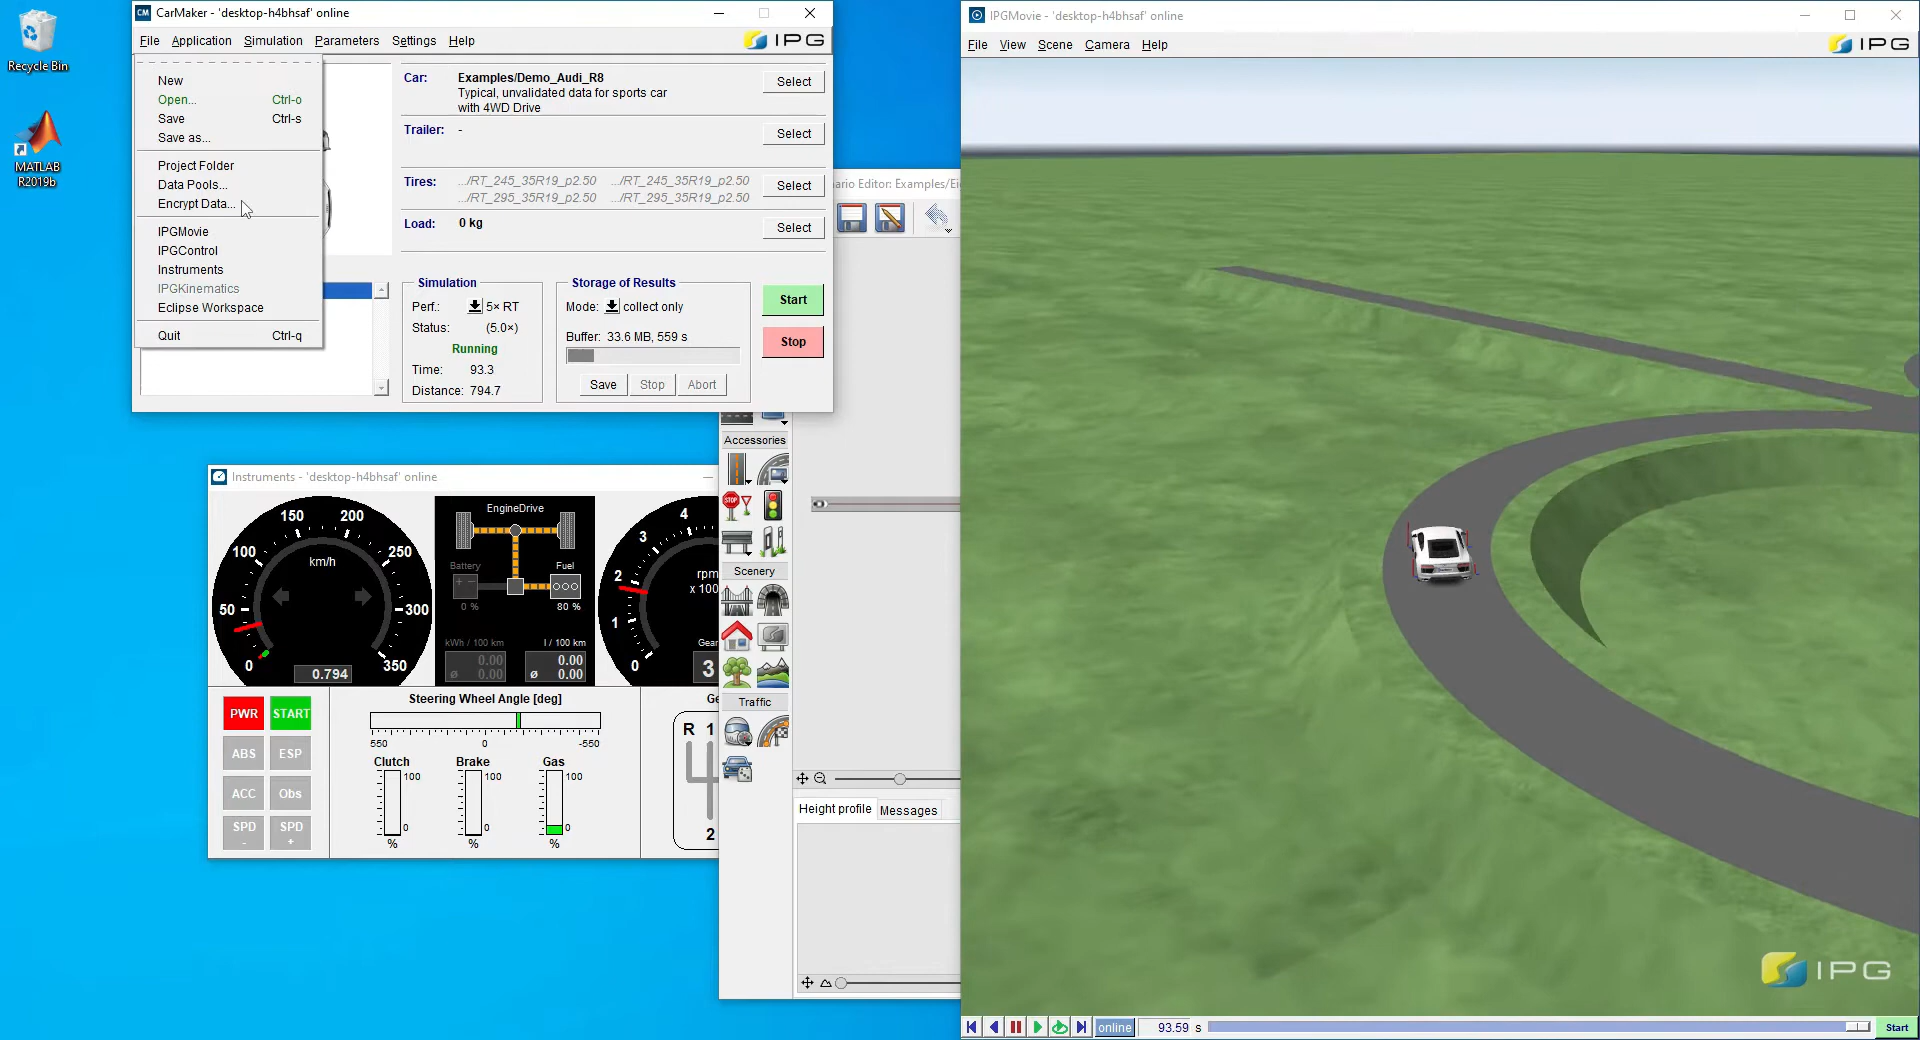 Recycle Bin
MATLAB
R2019b
CarMaker - 'desktop-h4bhsaf' online
File Application Simulation Parameters Settings Help
IPG
New
Open... Ctrl-o
Save Ctrl-s
Save as...
Project Folder
Data Pools...
Encrypt Data...
IPGMovie
IPGControl
Instruments
IPGKinematics
Eclipse Workspace
Quit Ctrl-q
Car: Examples/Demo_Audi_R8 Select
Typical, unvalidated data for sports car
with 4WD Drive
Trailer: - Select
Tires: .../RT_245_35R19_p2.50 .../RT_245_35R19_p2.50 Select
.../RT_295_35R19_p2.50 .../RT_295_35R19_p2.50
Load: 0 kg Select
Simulation
Perf.: 5× RT
Status: (5.0×)
Running
Time: 93.3
Distance: 794.7
Storage of Results
Mode: collect only
Buffer: 33.6 MB, 559 s
Save Stop Abort
Start
Stop
Instruments - 'desktop-h4bhsaf' online
0 50 100 150 200 250 300 350
km/h
0.794
EngineDrive
Battery Fuel
0 % 80 %
kWh / 100 km l / 100 km
0.00 0.00
ø 0.00 ø 0.00
0 1 2 3 4
rpm
x 100
Gear
3
PWR START
ABS ESP
ACC Obs
SPD - SPD +
Steering Wheel Angle [deg]
550 0 -550
Clutch Brake Gas
100 100 100
0 0 0
% % %
Ge
R 1
2
ario Editor: Examples/Ei
Accessories
STOP
Scenery
Traffic
Height profile Messages
IPGMovie - 'desktop-h4bhsaf' online
File View Scene Camera Help
IPG
IPG
online 93.59 s Start